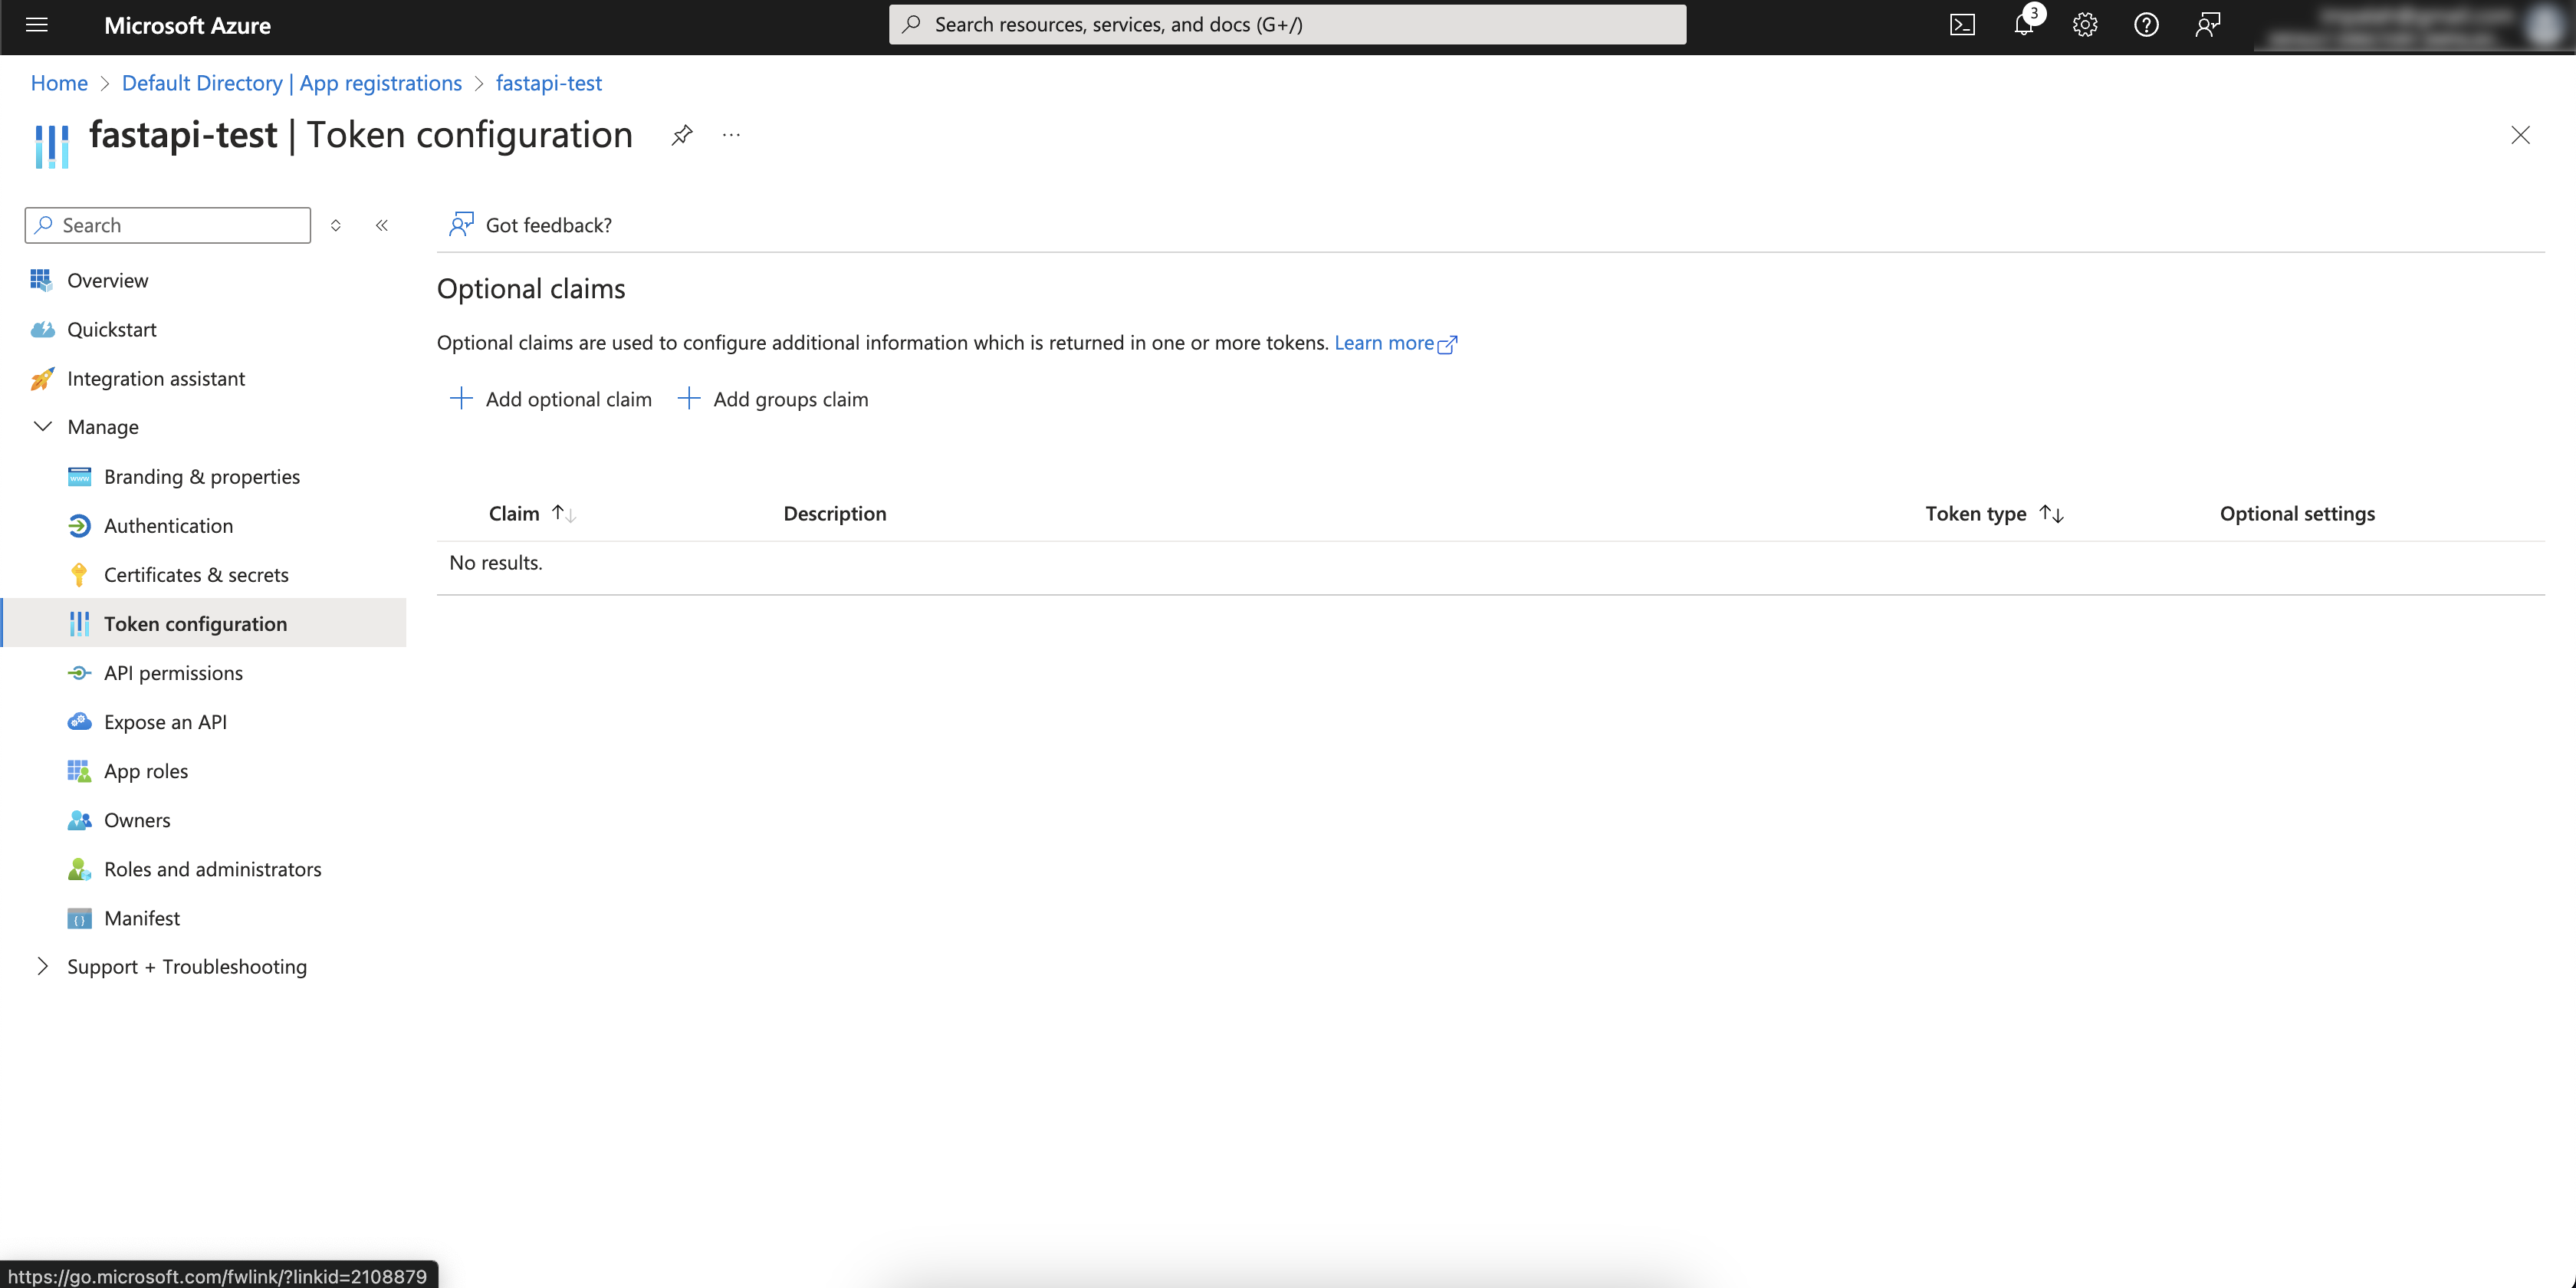 Microsoft Azure
Search resources, services, and docs (G+/)
3
Home > Default Directory | App registrations > fastapi-test
fastapi-test | Token configuration
Search
Got feedback?
Overview
Quickstart
Integration assistant
Manage
Branding & properties
Authentication
Certificates & secrets
Token configuration
API permissions
Expose an API
App roles
Owners
Roles and administrators
Manifest
Support + Troubleshooting
Optional claims
Optional claims are used to configure additional information which is returned in one or more tokens. Learn more
Add optional claim Add groups claim
Claim Description Token type Optional settings
No results.
https://go.microsoft.com/fwlink/?linkid=2108879